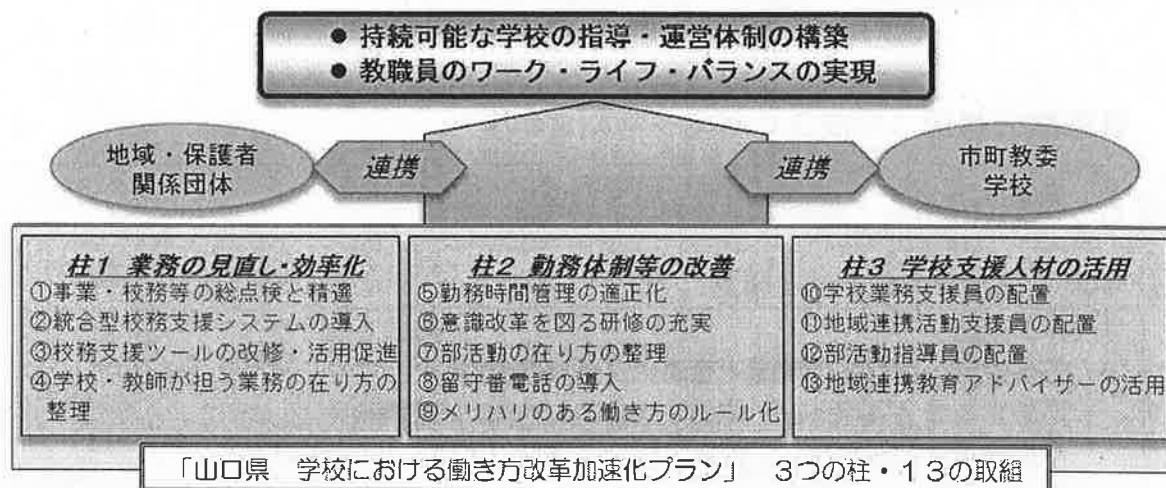 ● 持続可能な学校の指導・運営体制の構築
● 教職員のワーク・ライフ・バランスの実現
地域・保護者
関係団体
連携
連携
市町教委
学校
柱1 業務の見直し・効率化
①事業・校務等の総点検と精選
②統合型校務支援システムの導入
③校務支援ツールの改修・活用促進
④学校・教師が担う業務の在り方の
整理
柱2 勤務体制等の改善
⑤勤務時間管理の適正化
⑥意識改革を図る研修の充実
⑦部活動の在り方の整理
⑧留守番電話の導入
⑨メリハリのある働き方のルール化
柱3 学校支援人材の活用
⑩学校業務支援員の配置
⑪地域連携活動支援員の配置
⑫部活動指導員の配置
⑬地域連携教育アドバイザーの活用
「山口県 学校における働き方改革加速化プラン」 3つの柱・13の取組